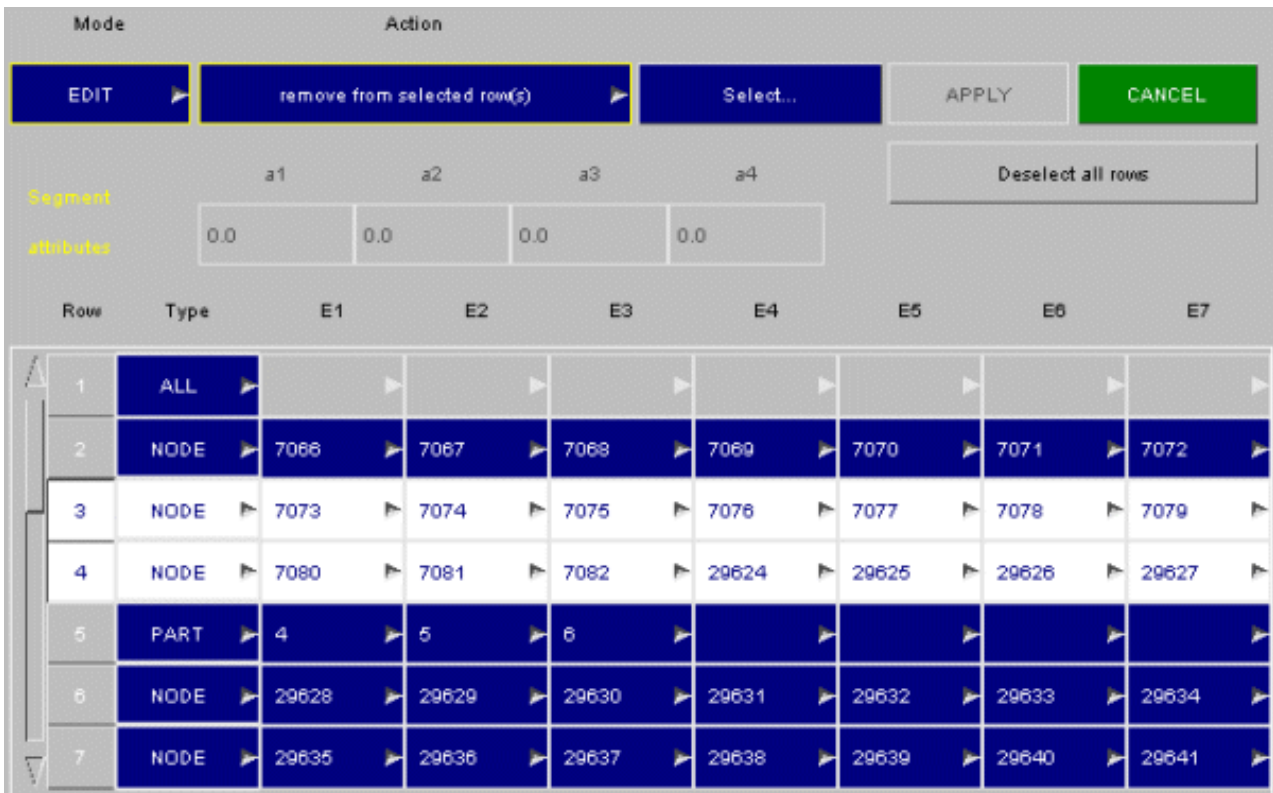 Mode Action
EDIT remove from selected row(s) Select... APPLY CANCEL
a1 a2 a3 a4 Deselect all rows
Segment
attributes 0.0 0.0 0.0 0.0
Row Type E1 E2 E3 E4 E5 E6 E7
1 ALL
2 NODE 7066 7067 7068 7069 7070 7071 7072
3 NODE 7073 7074 7075 7076 7077 7078 7079
4 NODE 7080 7081 7082 29624 29625 29626 29627
5 PART 4 5 6
6 NODE 29628 29629 29630 29631 29632 29633 29634
7 NODE 29635 29636 29637 29638 29639 29640 29641